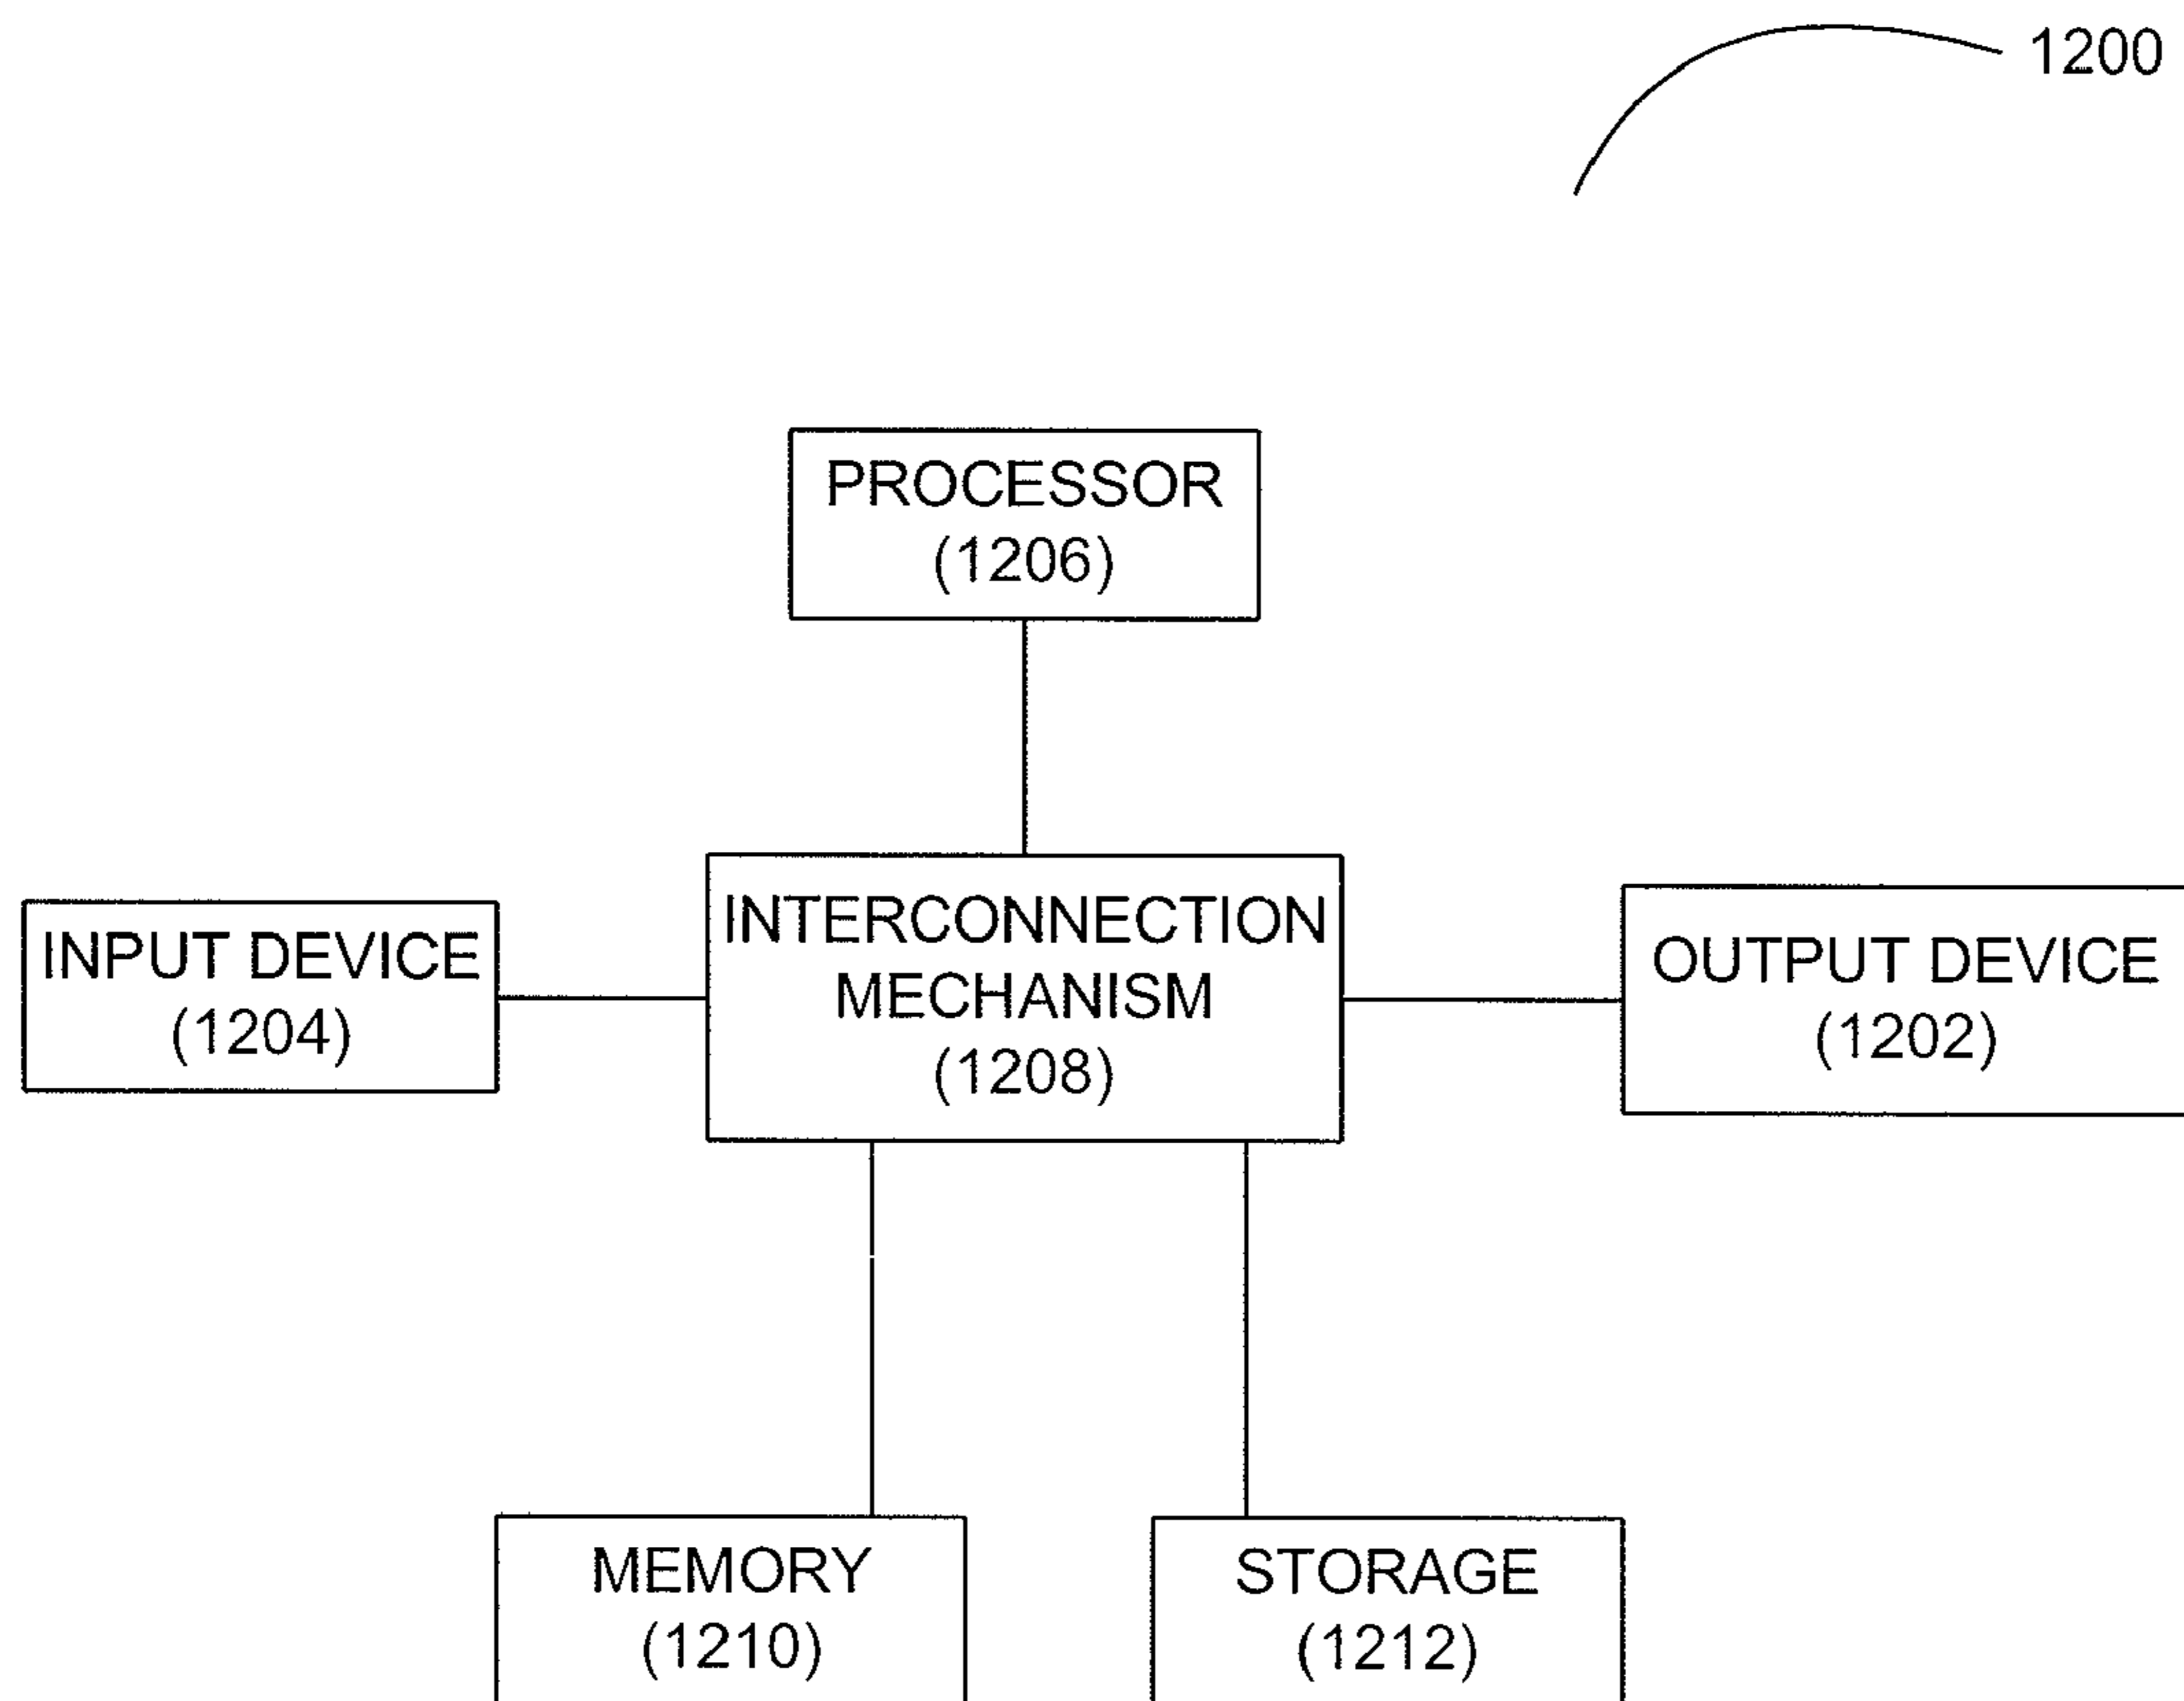 1200
PROCESSOR
(1206)
INPUT DEVICE
(1204)
INTERCONNECTION
MECHANISM
(1208)
OUTPUT DEVICE
(1202)
MEMORY
(1210)
STORAGE
(1212)